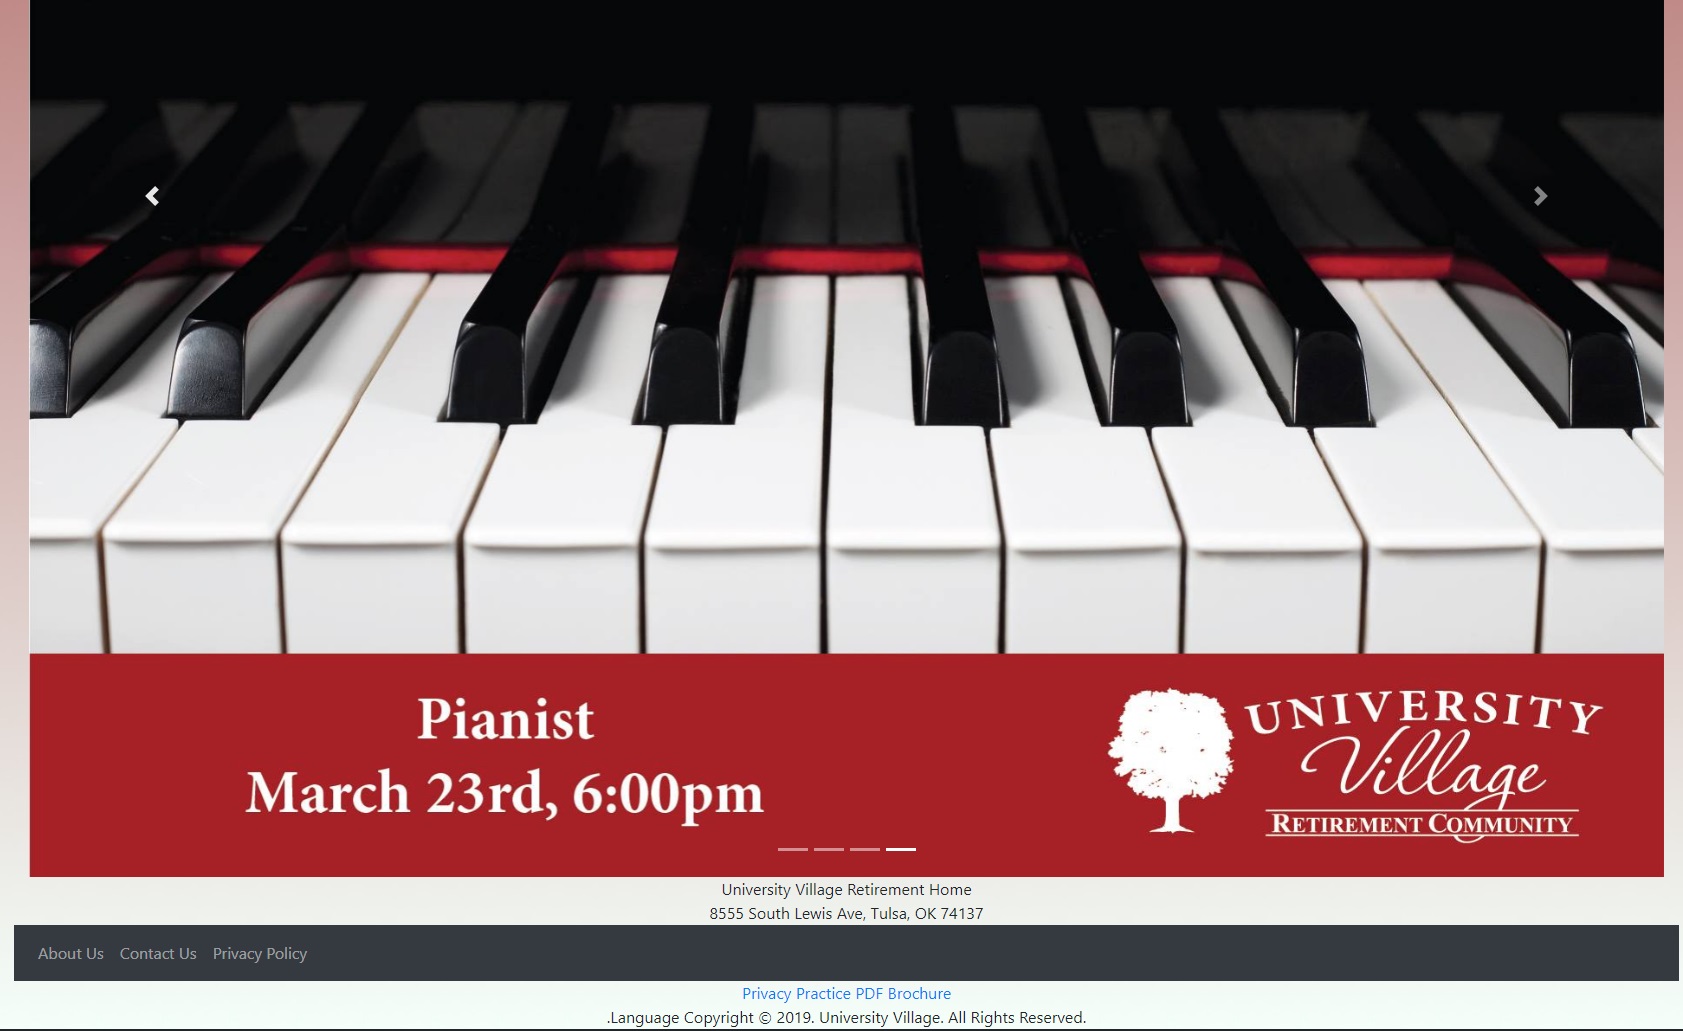 Pianist
March 23rd, 6:00pm
UNIVERSITY
Village
RETIREMENT COMMUNITY
University Village Retirement Home
8555 South Lewis Ave, Tulsa, OK 74137
About Us Contact Us Privacy Policy
Privacy Practice PDF Brochure
.Language Copyright © 2019. University Village. All Rights Reserved.